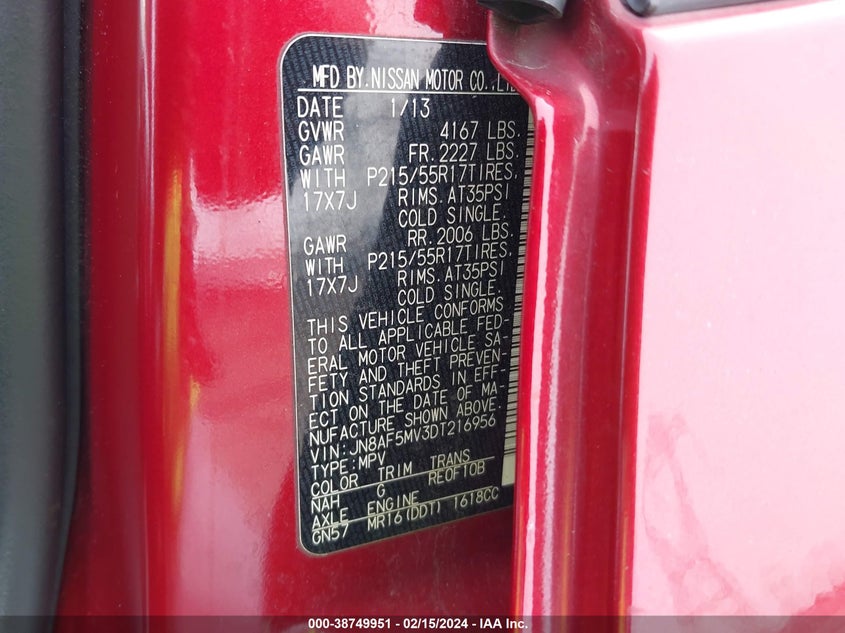 MFD BY.NISSAN MOTOR CO.,
DATE 1/13
GVWR 4167 LBS.
GAWR FR. 2227 LBS.
WITH P215/55R17TIRES.
17X7J RIMS. AT35PSI
COLD SINGLE.
GAWR RR. 2006 LBS.
WITH P215/55R17TIRES.
17X7J RIMS. AT35PSI
COLD SINGLE.
THIS VEHICLE CONFORMS
TO ALL APPLICABLE FED-
ERAL MOTOR VEHICLE SA-
FETY AND THEFT PREVEN-
TION STANDARDS IN EFF-
ECT ON THE DATE OF MA-
NUFACTURE SHOWN ABOVE.
VIN: JN8AF5MV3DT216956
TYPE: MPV
COLOR TRIM TRANS
NAH G RE0F10B
AXLE ENGINE
GN57 MR16(DDT) 1618CC
000-38749951 - 02/15/2024 - IAA Inc.